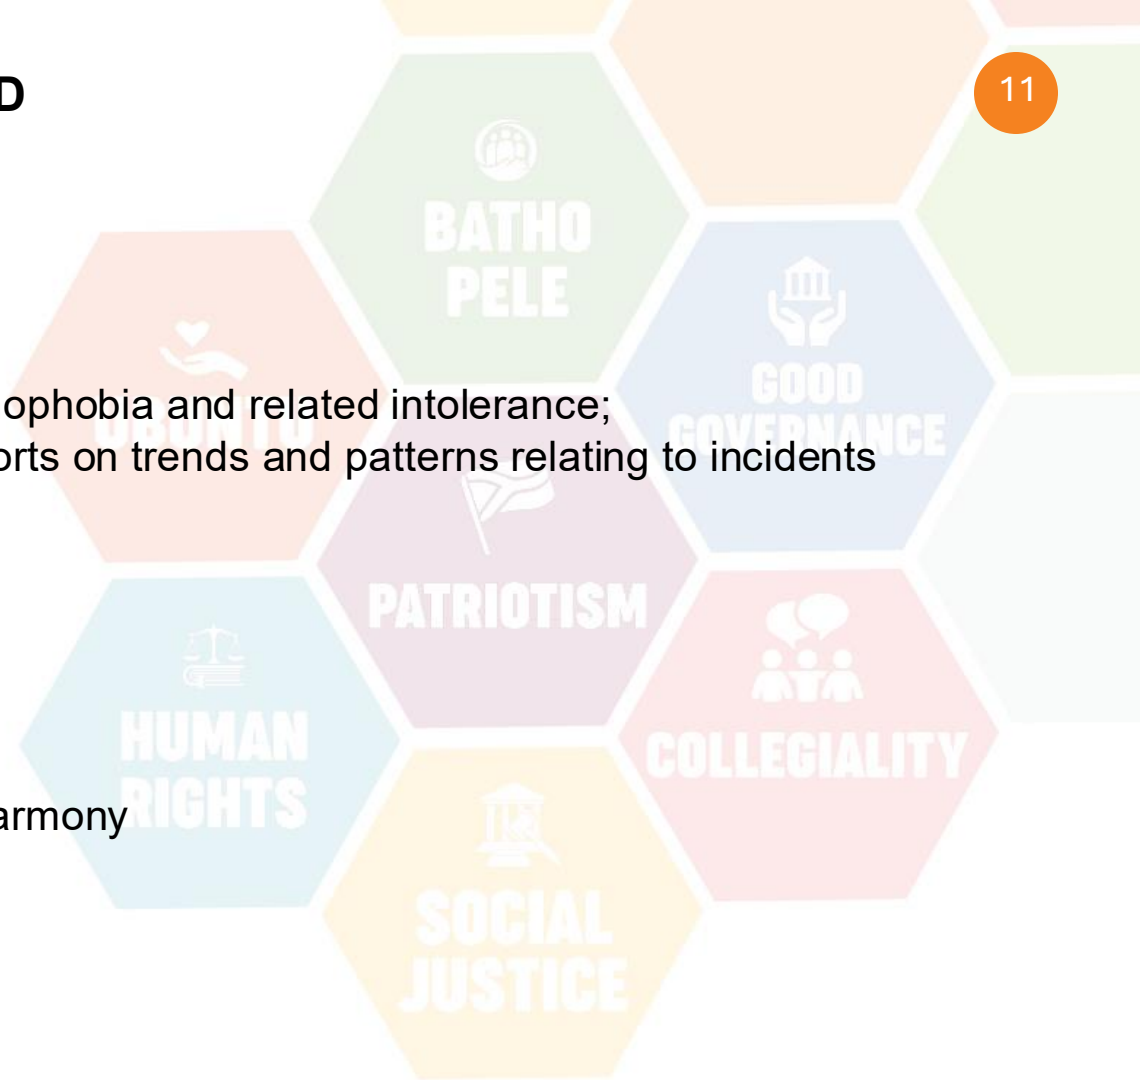 D
11
BATHO
PELE
GOOD
GOVERNANCE
UBUNTU
ophobia and related intolerance;
orts on trends and patterns relating to incidents
PATRIOTISM
HUMAN
RIGHTS
COLLEGIALITY
armony
SOCIAL
JUSTICE